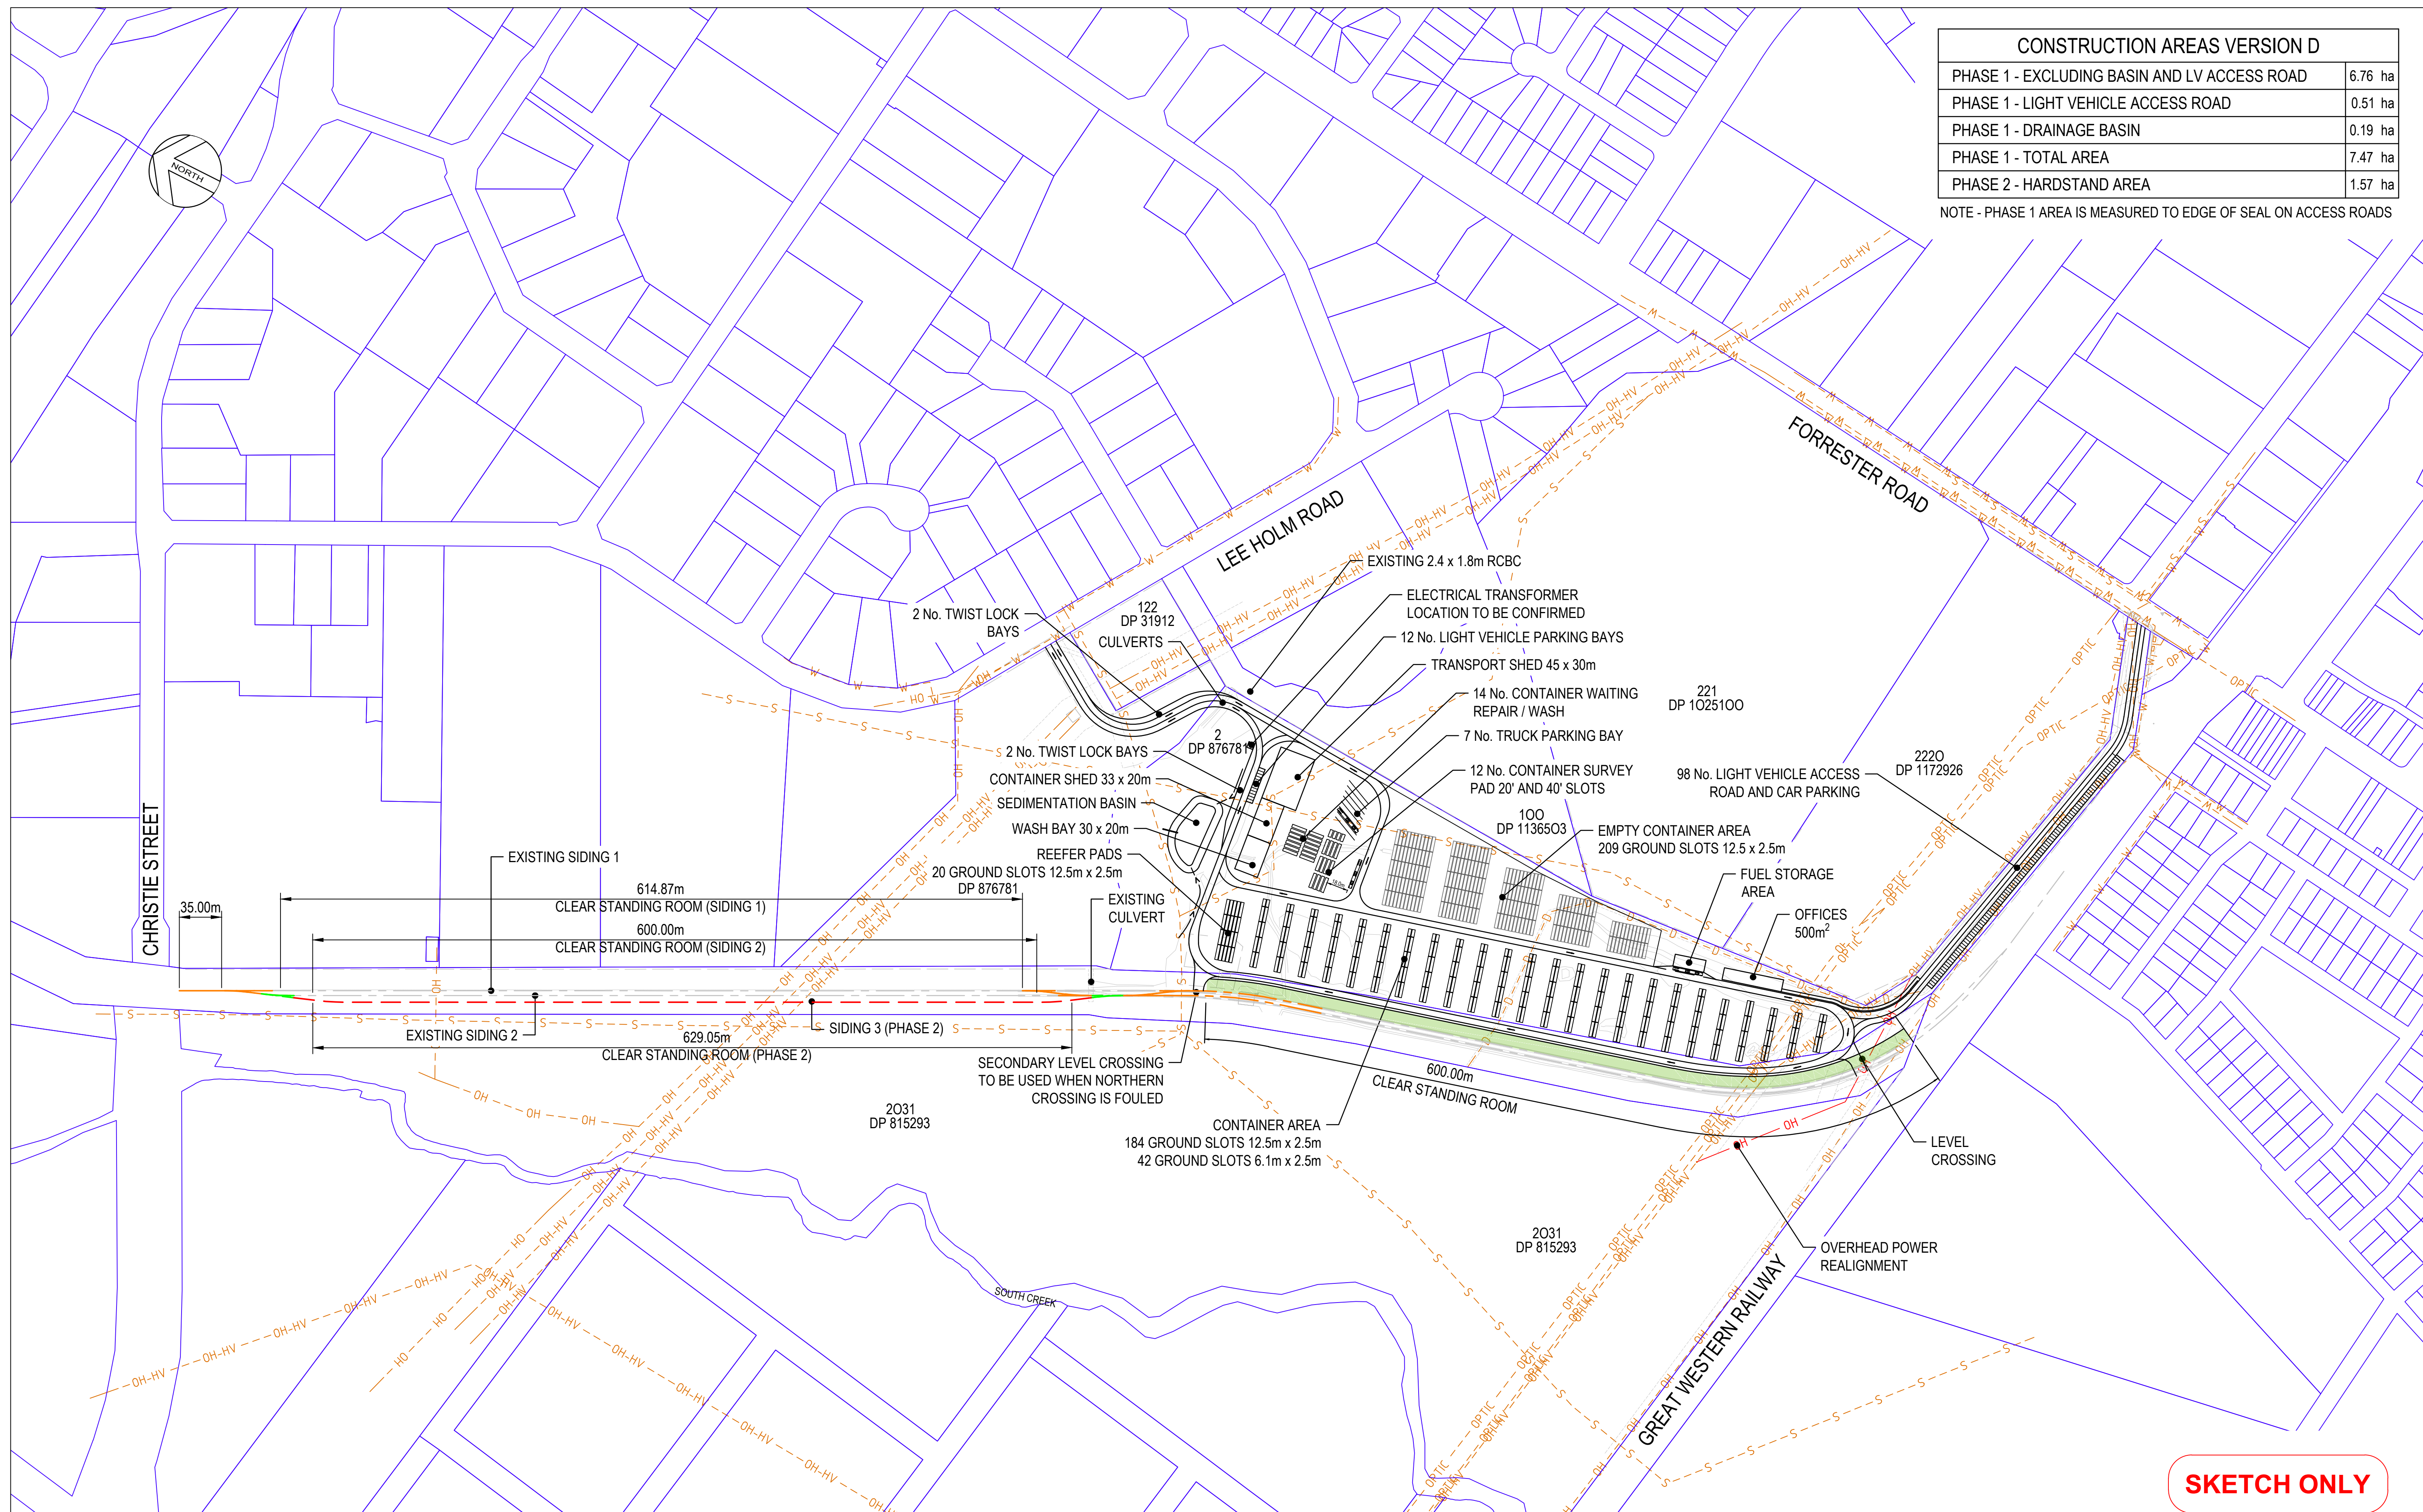 CONSTRUCTION AREAS VERSION D
PHASE 1 - EXCLUDING BASIN AND LV ACCESS ROAD 6.76 ha
PHASE 1 - LIGHT VEHICLE ACCESS ROAD 0.51 ha
PHASE 1 - DRAINAGE BASIN 0.19 ha
PHASE 1 - TOTAL AREA 7.47 ha
PHASE 2 - HARDSTAND AREA 1.57 ha
NOTE - PHASE 1 AREA IS MEASURED TO EDGE OF SEAL ON ACCESS ROADS
NORTH
FORRESTER ROAD
LEE HOLM ROAD
CHRISTIE STREET
GREAT WESTERN RAILWAY
SOUTH CREEK
EXISTING 2.4 x 1.8m RCBC
ELECTRICAL TRANSFORMER
LOCATION TO BE CONFIRMED
12 No. LIGHT VEHICLE PARKING BAYS
TRANSPORT SHED 45 x 30m
14 No. CONTAINER WAITING
REPAIR / WASH
7 No. TRUCK PARKING BAY
12 No. CONTAINER SURVEY
PAD 20' AND 40' SLOTS
2 No. TWIST LOCK
BAYS
122
DP 31912
CULVERTS
2
DP 876781
2 No. TWIST LOCK BAYS
CONTAINER SHED 33 x 20m
SEDIMENTATION BASIN
WASH BAY 30 x 20m
REEFER PADS
20 GROUND SLOTS 12.5m x 2.5m
DP 876781
EXISTING
CULVERT
221
DP 1025100
2220
DP 1172926
98 No. LIGHT VEHICLE ACCESS
ROAD AND CAR PARKING
100
DP 1136503
EMPTY CONTAINER AREA
209 GROUND SLOTS 12.5 x 2.5m
FUEL STORAGE
AREA
OFFICES
500m²
EXISTING SIDING 1
614.87m
CLEAR STANDING ROOM (SIDING 1)
35.00m
600.00m
CLEAR STANDING ROOM (SIDING 2)
EXISTING SIDING 2
SIDING 3 (PHASE 2)
629.05m
CLEAR STANDING ROOM (PHASE 2)
SECONDARY LEVEL CROSSING
TO BE USED WHEN NORTHERN
CROSSING IS FOULED
600.00m
CLEAR STANDING ROOM
CONTAINER AREA
184 GROUND SLOTS 12.5m x 2.5m
42 GROUND SLOTS 6.1m x 2.5m
2031
DP 815293
2031
DP 815293
LEVEL
CROSSING
OVERHEAD POWER
REALIGNMENT
OH-HV
OH
OPTIC
W
S
D
SKETCH ONLY